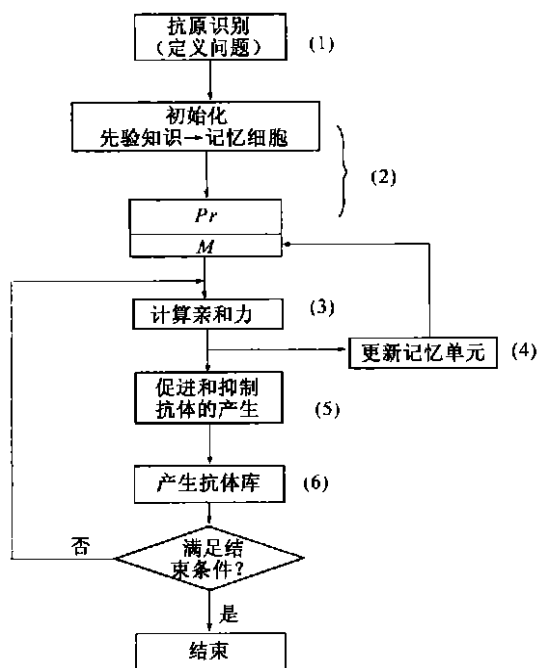 抗原识别
(定义问题)
(1)
初始化
先验知识→记忆细胞
(2)
Pr
M
计算亲和力
(3)
更新记忆单元
(4)
促进和抑制
抗体的产生
(5)
产生抗体库
(6)
否
满足结
束条件?
是
结束